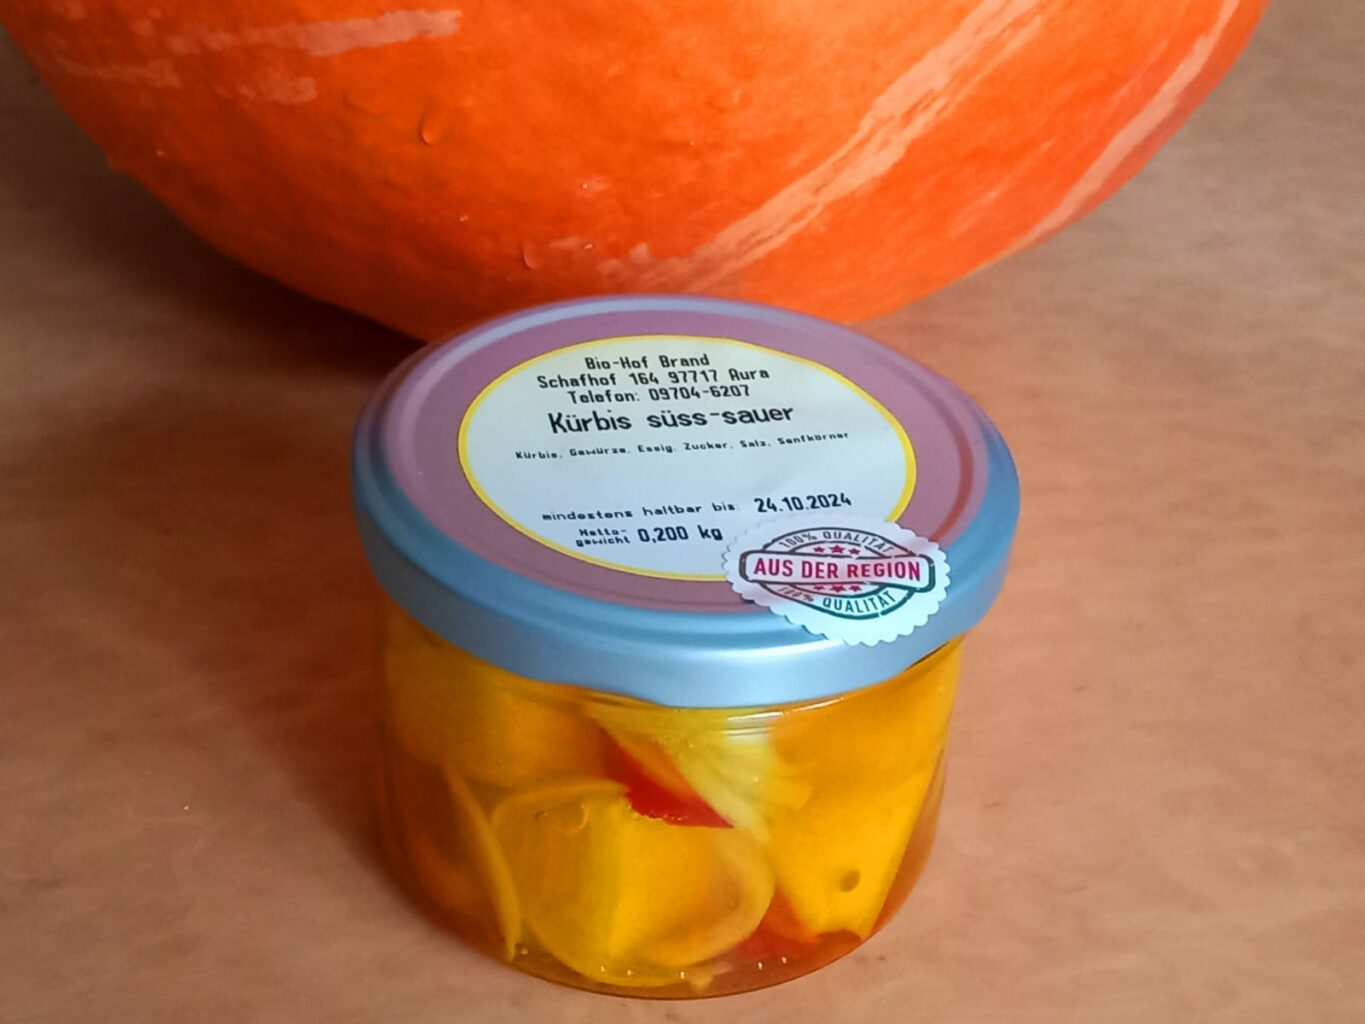 Bio-Hof Brand
Schafhof 164 97717 Aura
Telefon: 09704-6207
Kürbis süss-sauer
Kürbis, Gewürze, Essig, Zucker, Salz, Senfkörner
mindestens haltbar bis: 24.10.2024
Netto-
gewicht 0,200 kg
100% QUALITÄT
AUS DER REGION
100% QUALITÄT